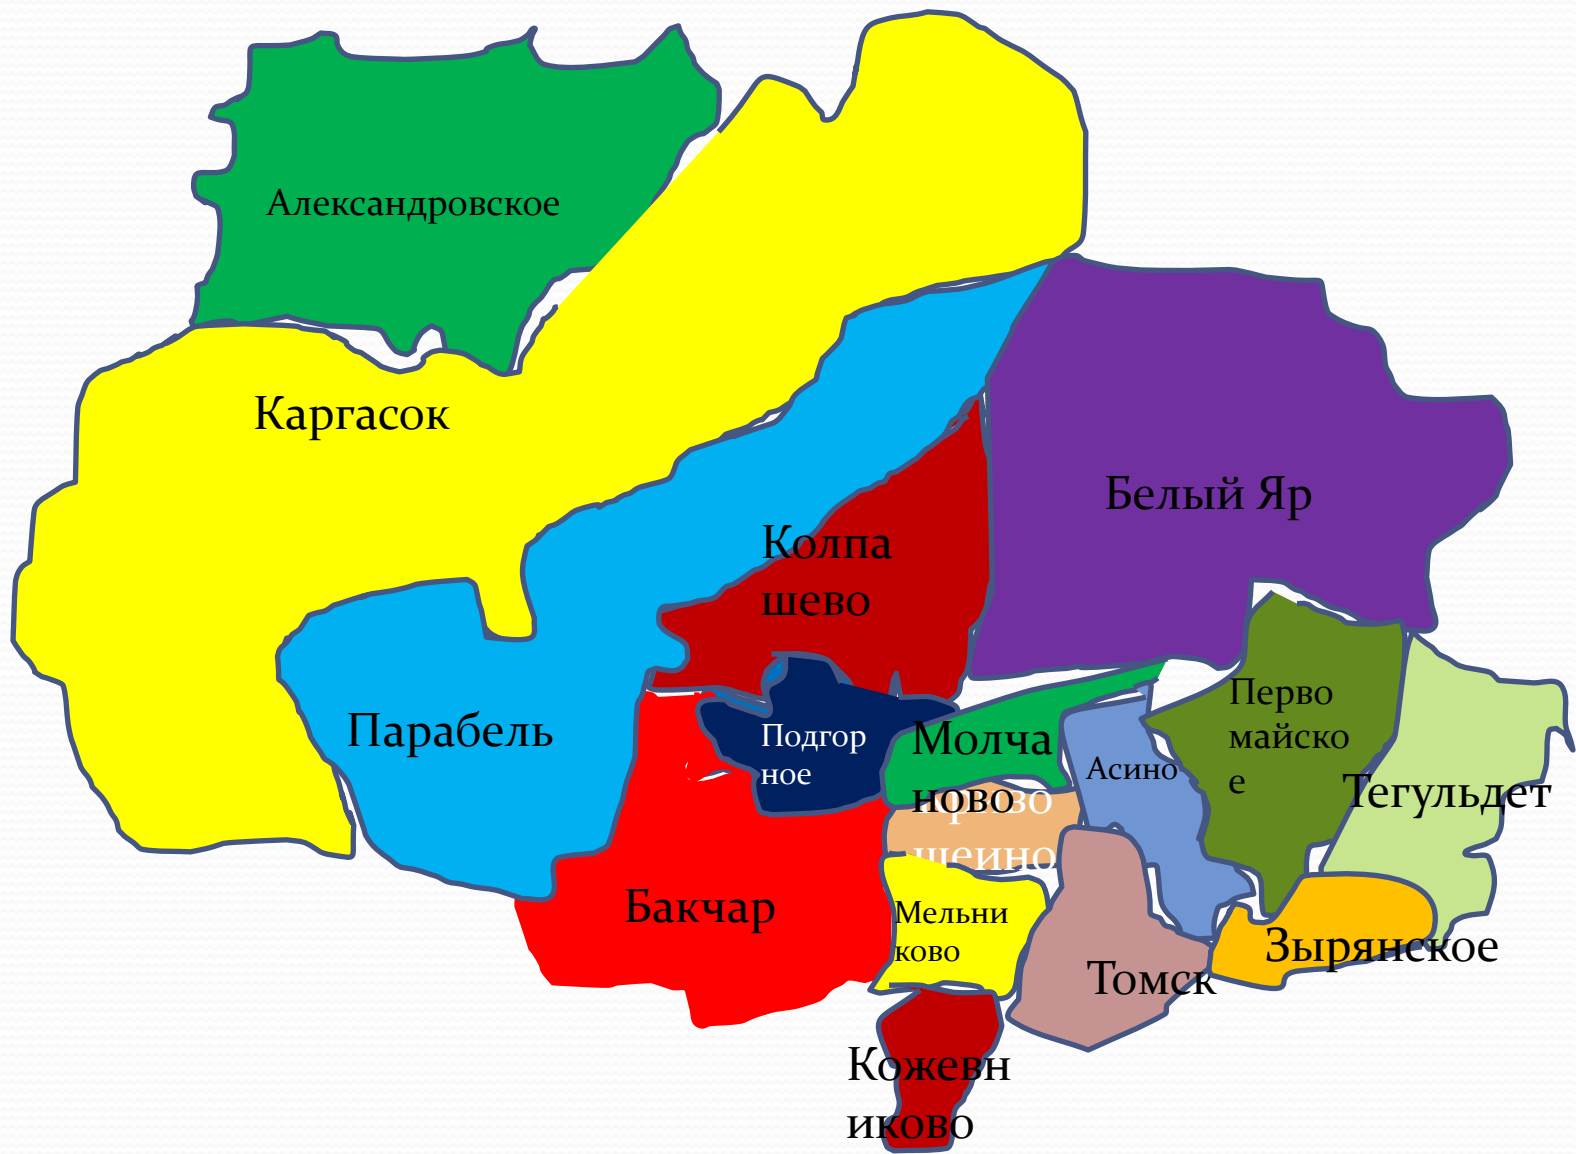 Александровское
Каргасок
Белый Яр
Колпа
шево
Парабель
Подгор
ное
Молча
ново
шеино
Асино
Перво
майско
е
Тегульдет
Бакчар
Мельни
ково
Томск
Зырянское
Кожевн
иково